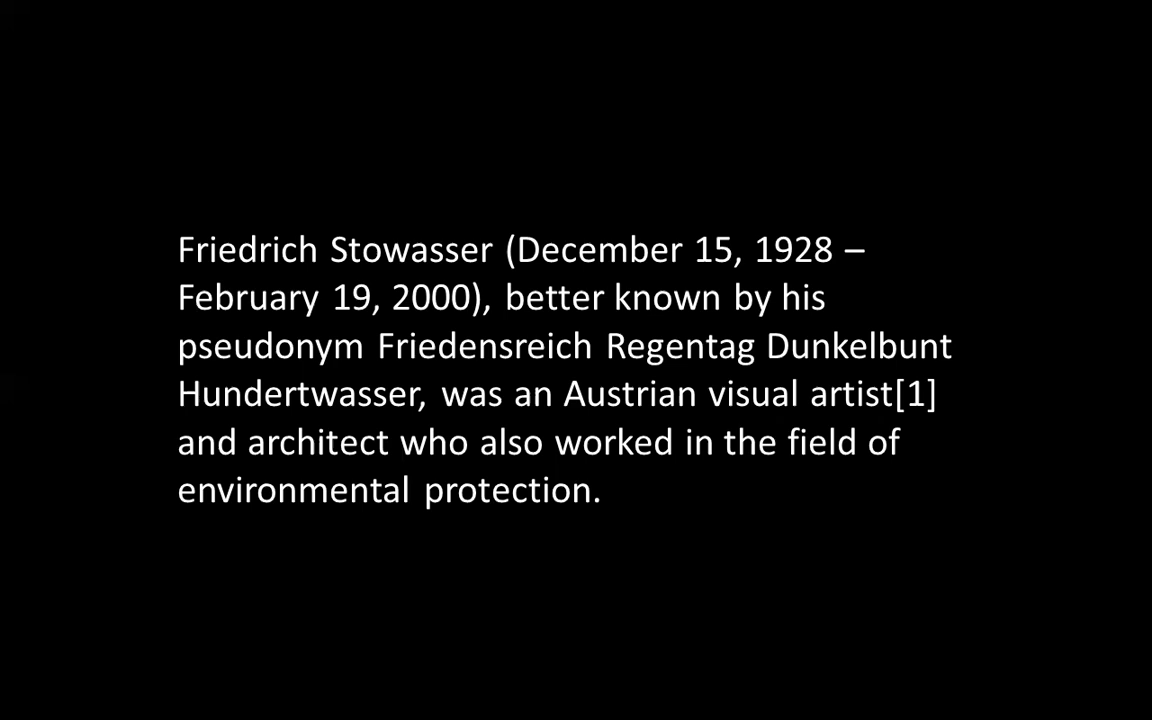 Friedrich Stowasser (December 15, 1928 –
February 19, 2000), better known by his
pseudonym Friedensreich Regentag Dunkelbunt
Hundertwasser, was an Austrian visual artist[1]
and architect who also worked in the field of
environmental protection.